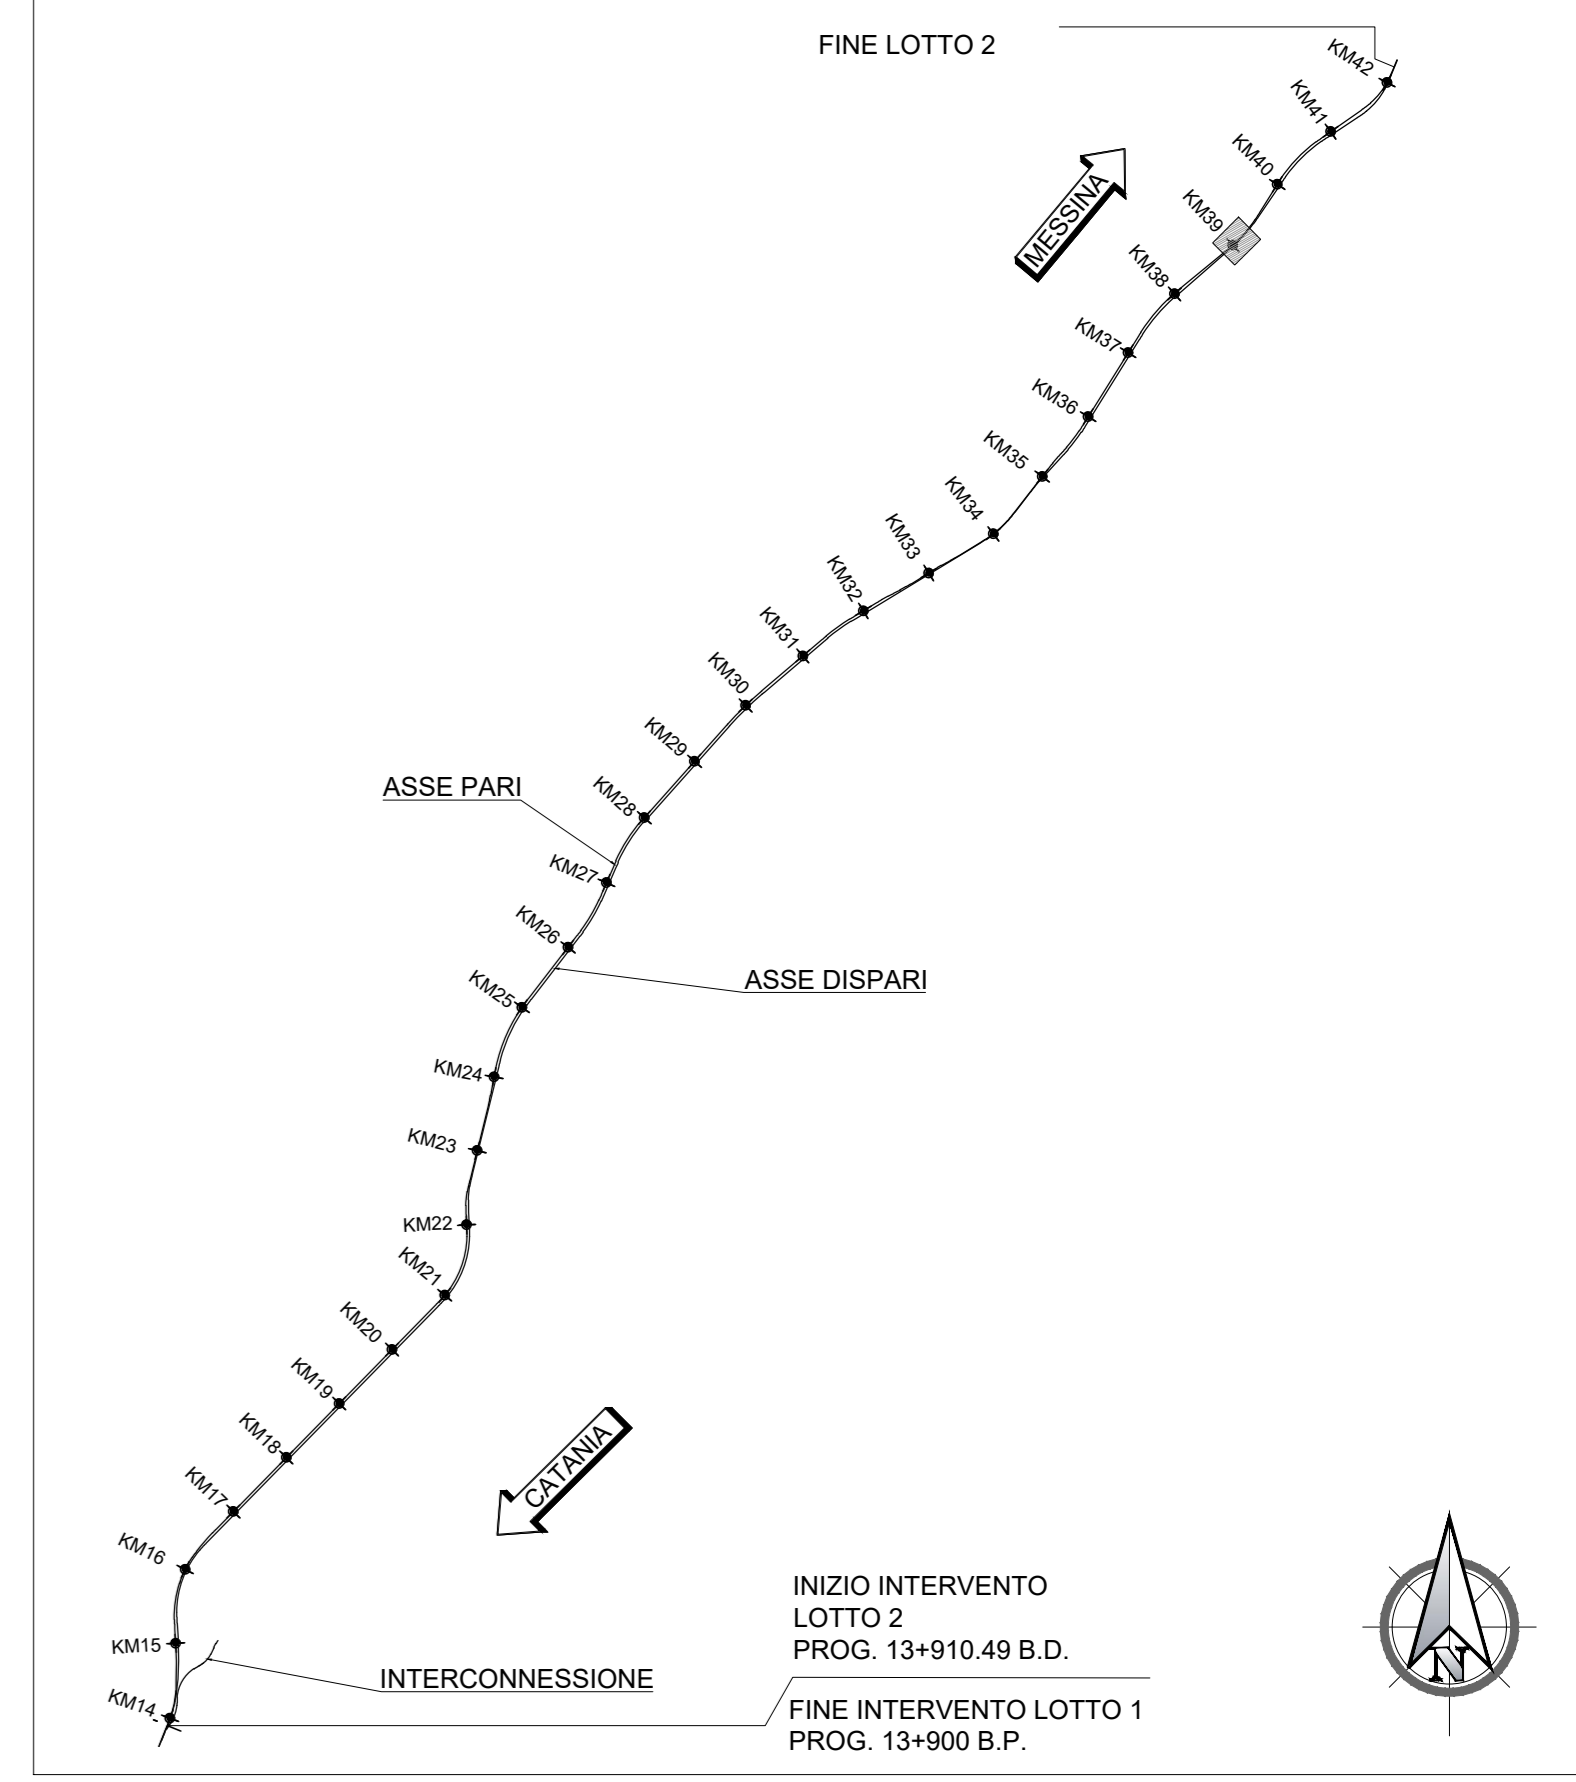 FINE LOTTO 2
KM42
KM41
KM40
KM39
MESSINA
KM38
KM37
KM36
KM35
KM34
KM33
KM32
KM31
KM30
KM29
ASSE PARI
KM28
KM27
KM26
ASSE DISPARI
KM25
KM24
KM23
KM22
KM21
KM20
KM19
KM18
CATANIA
KM17
KM16
INIZIO INTERVENTO
LOTTO 2
PROG. 13+910.49 B.D.
KM15
INTERCONNESSIONE
KM14
FINE INTERVENTO LOTTO 1
PROG. 13+900 B.P.
N